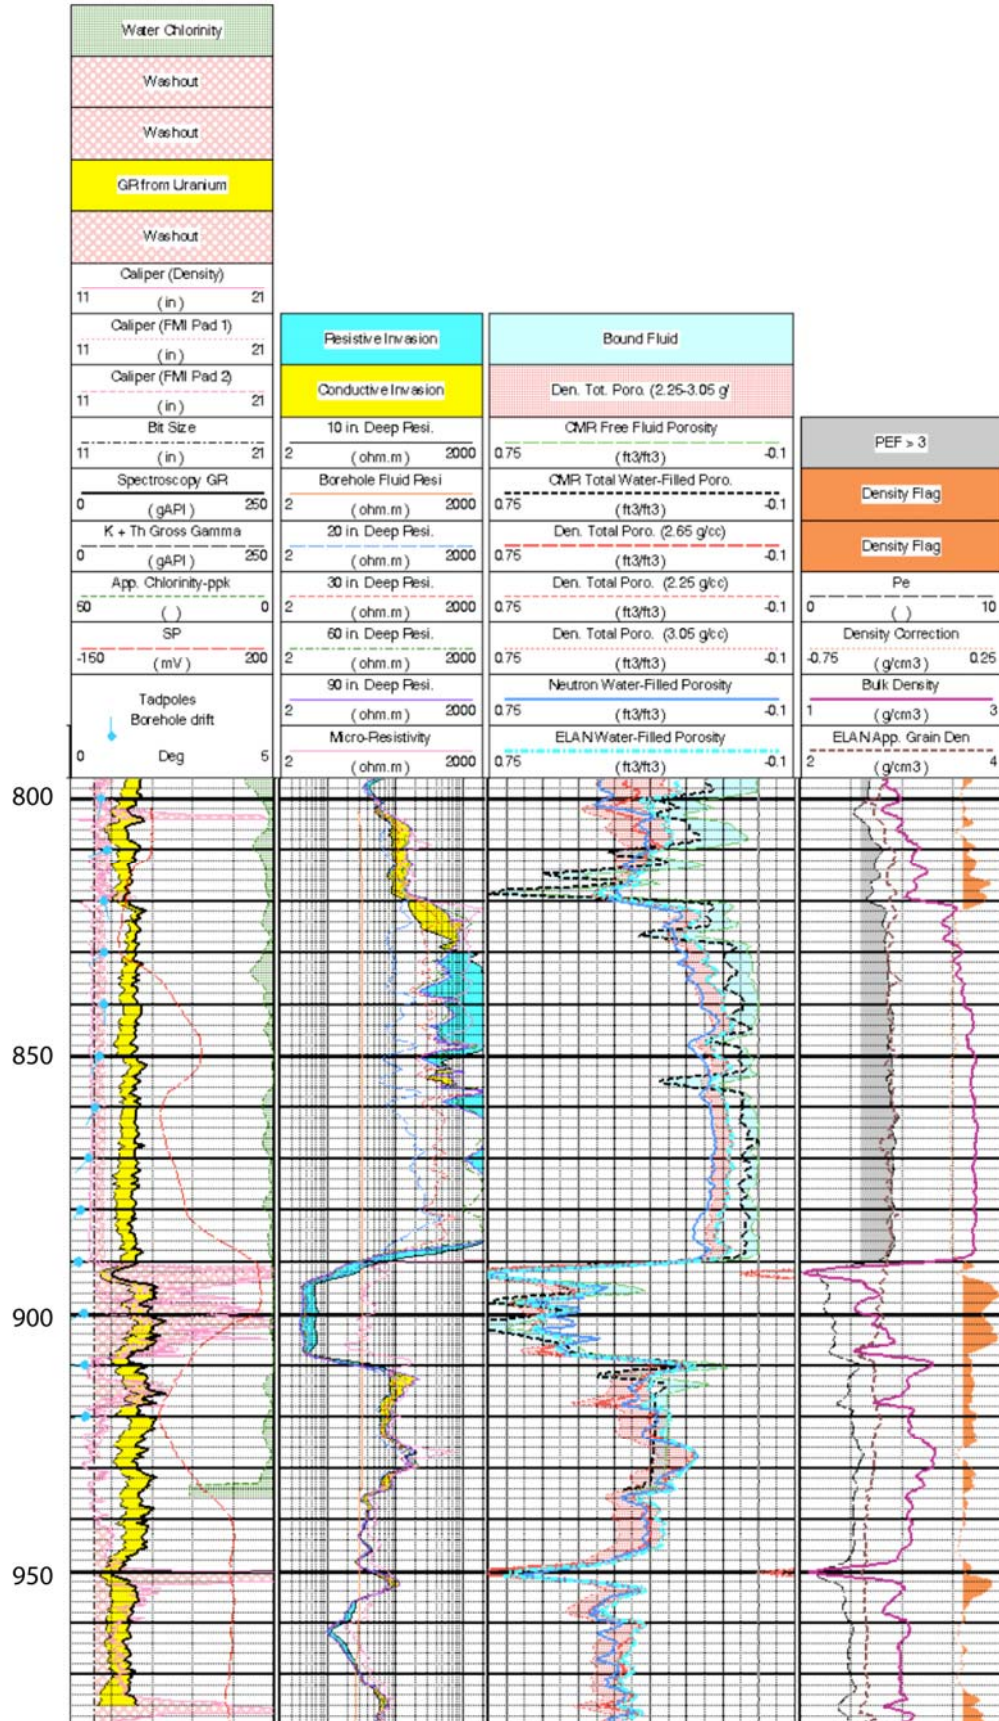 Water Chlorinity
Washout
Washout
GR from Uranium
Washout
Caliper (Density)
11 (in) 21
Caliper (FMI Pad 1)
11 (in) 21
Caliper (FMI Pad 2)
11 (in) 21
Bit Size
11 (in) 21
Spectroscopy GR
0 (gAPI) 250
K + Th Gross Gamma
0 (gAPI) 250
App. Chlorinity-ppk
50 ( ) 0
SP
-150 (mV) 200
Tadpoles
Borehole drift
0 Deg 5
Resistive Invasion
Conductive Invasion
10 in. Deep Resi.
2 (ohm.m) 2000
Borehole Fluid Resi
2 (ohm.m) 2000
20 in. Deep Resi.
2 (ohm.m) 2000
30 in. Deep Resi.
2 (ohm.m) 2000
60 in. Deep Resi.
2 (ohm.m) 2000
90 in. Deep Resi.
2 (ohm.m) 2000
Micro-Resistivity
2 (ohm.m) 2000
Bound Fluid
Den. Tot. Poro. (2.25-3.05 g/
CMR Free Fluid Porosity
0.75 (ft3/ft3) -0.1
CMR Total Water-Filled Poro.
0.75 (ft3/ft3) -0.1
Den. Total Poro. (2.65 g/cc)
0.75 (ft3/ft3) -0.1
Den. Total Poro. (2.25 g/cc)
0.75 (ft3/ft3) -0.1
Den. Total Poro. (3.05 g/cc)
0.75 (ft3/ft3) -0.1
Neutron Water-Filled Porosity
0.75 (ft3/ft3) -0.1
ELAN Water-Filled Porosity
0.75 (ft3/ft3) -0.1
PEF > 3
Density Flag
Density Flag
Pe
0 ( ) 10
Density Correction
-0.75 (g/cm3) 0.25
Bulk Density
1 (g/cm3) 3
ELAN App. Grain Den
2 (g/cm3) 4
800
850
900
950